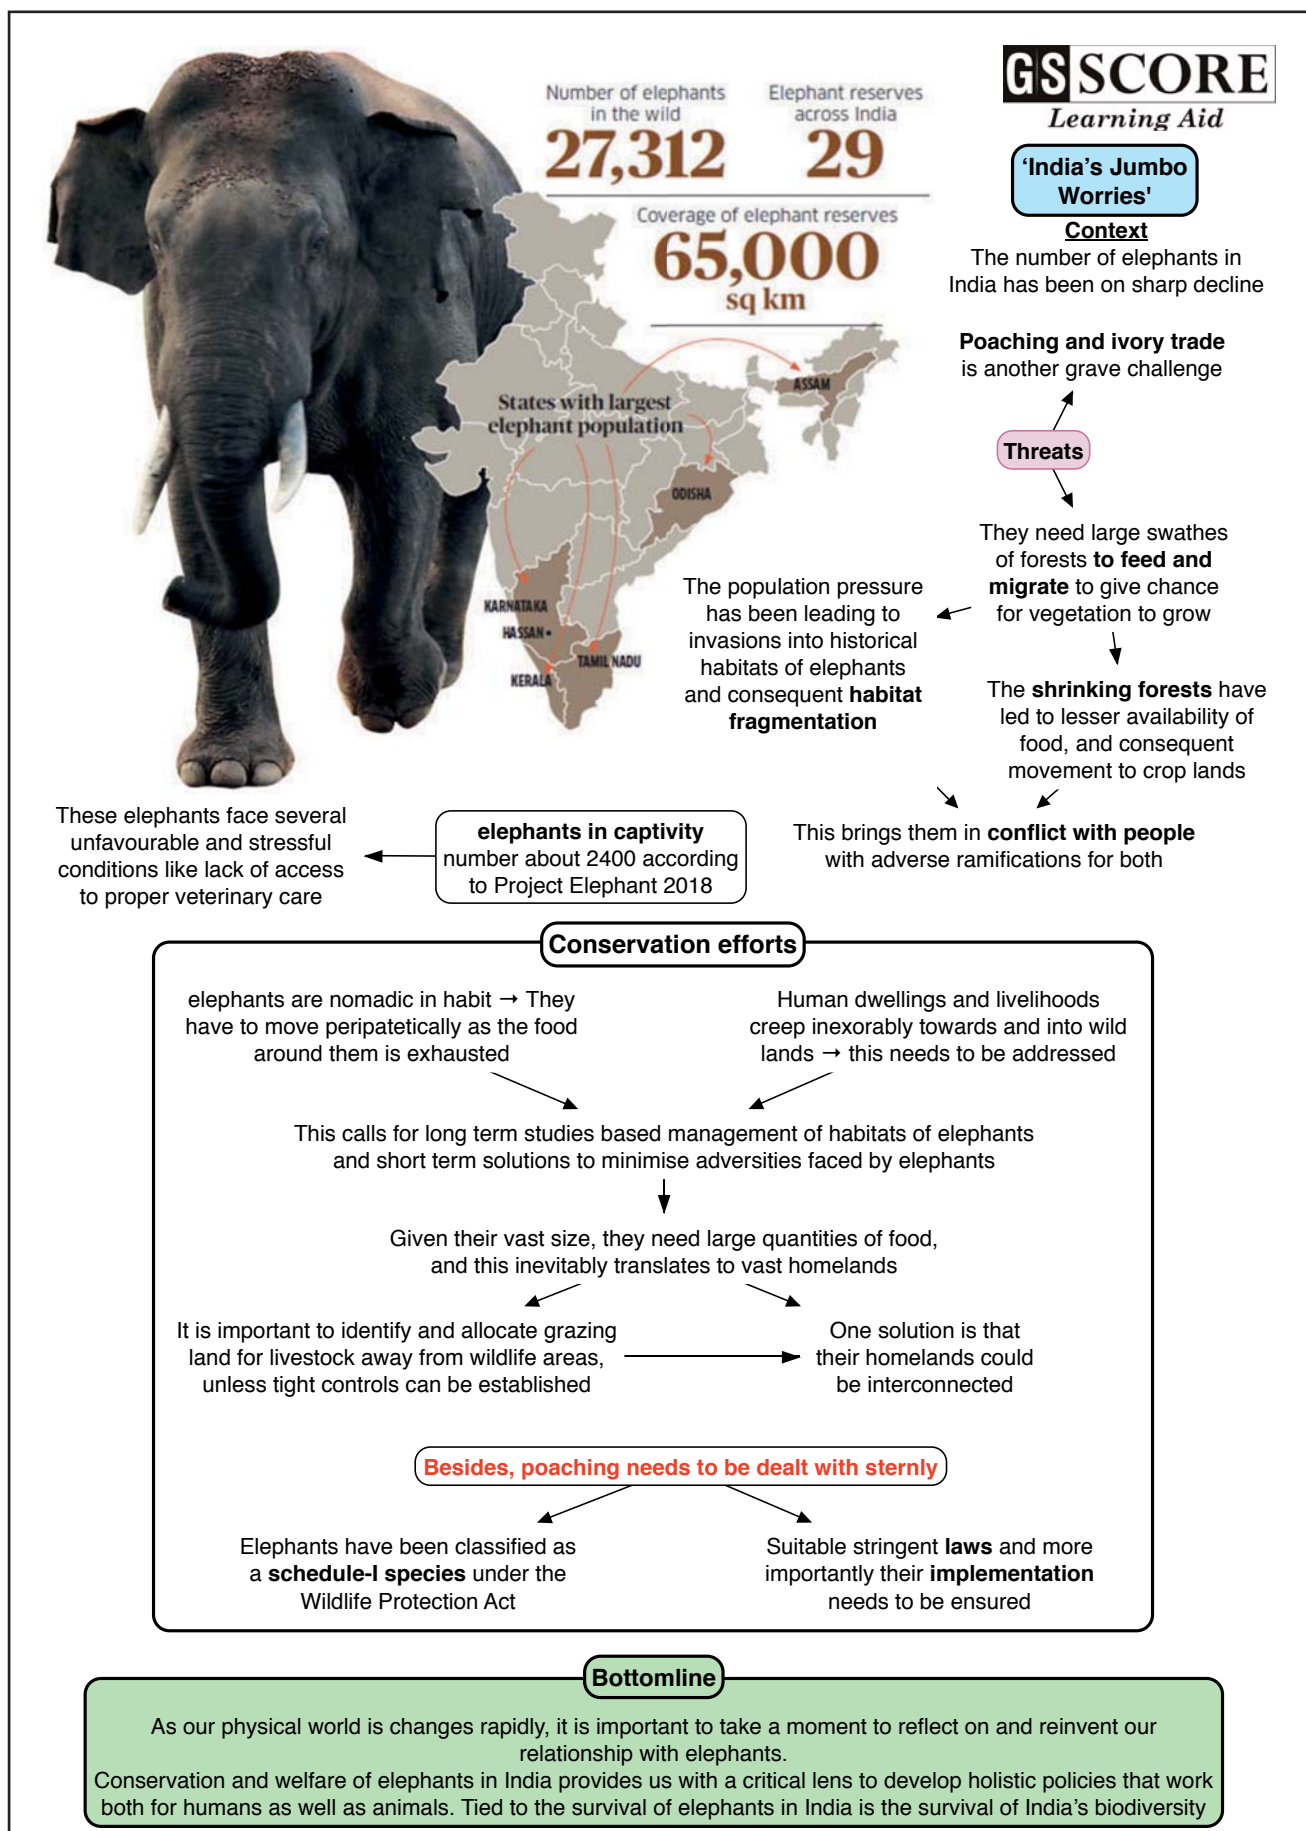 GS SCORE
Learning Aid
Number of elephants
in the wild
27,312
Elephant reserves
across India
29
Coverage of elephant reserves
65,000
sq km
'India's Jumbo
Worries'
Context
The number of elephants in
India has been on sharp decline
Poaching and ivory trade
is another grave challenge
Threats
They need large swathes
of forests to feed and
migrate to give chance
for vegetation to grow
The population pressure
has been leading to
invasions into historical
habitats of elephants
and consequent habitat
fragmentation
The shrinking forests have
led to lesser availability of
food, and consequent
movement to crop lands
This brings them in conflict with people
with adverse ramifications for both
States with largest
elephant population
ASSAM
ODISHA
KARNATAKA
HASSAN
TAMIL NADU
KERALA
elephants in captivity
number about 2400 according
to Project Elephant 2018
These elephants face several
unfavourable and stressful
conditions like lack of access
to proper veterinary care
Conservation efforts
elephants are nomadic in habit → They
have to move peripatetically as the food
around them is exhausted
Human dwellings and livelihoods
creep inexorably towards and into wild
lands → this needs to be addressed
This calls for long term studies based management of habitats of elephants
and short term solutions to minimise adversities faced by elephants
Given their vast size, they need large quantities of food,
and this inevitably translates to vast homelands
It is important to identify and allocate grazing
land for livestock away from wildlife areas,
unless tight controls can be established
One solution is that
their homelands could
be interconnected
Besides, poaching needs to be dealt with sternly
Elephants have been classified as
a schedule-I species under the
Wildlife Protection Act
Suitable stringent laws and more
importantly their implementation
needs to be ensured
Bottomline
As our physical world is changes rapidly, it is important to take a moment to reflect on and reinvent our
relationship with elephants.
Conservation and welfare of elephants in India provides us with a critical lens to develop holistic policies that work
both for humans as well as animals. Tied to the survival of elephants in India is the survival of India's biodiversity